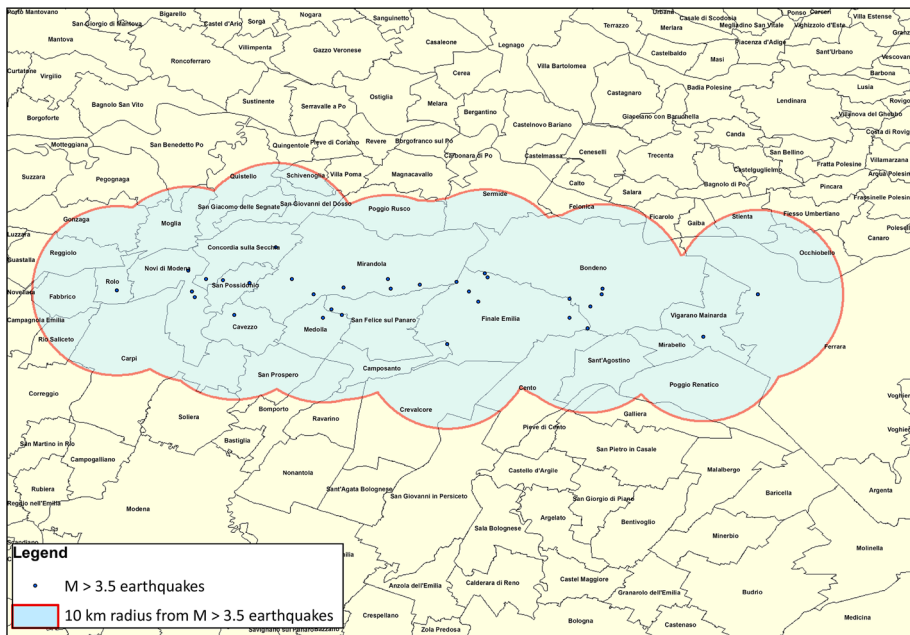 Porto Mantovano
San Giorgio di Mantova
Bigarello
Castel d'Ario
Sorgà
Nogara
Sanguinetto
Urbana
Merlara
Casale di Scodosia
Megliadino San Vitale
Ponso
Carceri
Vighizzolo d'Este
Villa Estense
Mantova
Villimpenta
Gazzo Veronese
Casaleone
Legnago
Terrazzo
Piacenza d'Adige
Castelbaldo
Masi
Sant'Urbano
Vescovana
Roncoferraro
Curtatone
Virgilio
Cerea
Villa Bartolomea
Barbona
Lusia
Bagnolo San Vito
Sustinente
Serravalle a Po
Ostiglia
Melara
Bergantino
Castagnaro
Badia Polesine
Lendinara
Rovigo
Borgoforte
Castelnovo Bariano
Giacciano con Baruchella
Villanova del Ghebbo
Costa di Rovigo
Motteggiana
San Benedetto Po
Quingentole
Pieve di Coriano
Revere
Borgofranco sul Po
Carbonara di Po
Castelmassa
Ceneselli
Trecenta
Canda
San Bellino
Fratta Polesine
Villamarzana
Castelguglielmo
Suzzara
Pegognaga
Quistello
Schivenoglia
Villa Poma
Magnacavallo
Calto
Salara
Bagnolo di Po
Pincara
Arquà Polesine
Frassinelle Polesine
Sermide
Felonica
Ficarolo
Gaiba
Stienta
Fiesso Umbertiano
Polesella
Canaro
Gonzaga
Moglia
San Giacomo delle Segnate
San Giovanni del Dosso
Poggio Rusco
Luzzara
Reggiolo
Concordia sulla Secchia
Occhiobello
Guastalla
Novi di Modena
Mirandola
Bondeno
Rolo
San Possidonio
Novellara
Fabbrico
Campagnola Emilia
Rio Saliceto
Cavezzo
Medolla
San Felice sul Panaro
Finale Emilia
Vigarano Mainarda
Mirabello
Ferrara
Carpi
San Prospero
Camposanto
Sant'Agostino
Poggio Renatico
Correggio
Soliera
Bomporto
Ravarino
Crevalcore
Cento
Galliera
Bastiglia
Pieve di Cento
San Martino in Rio
San Pietro in Casale
Campogalliano
Nonantola
Castello d'Argile
Malalbergo
Rubiera
Sant'Agata Bolognese
San Giovanni in Persiceto
San Giorgio di Piano
Baricella
Argenta
Reggio nell'Emilia
Modena
Sala Bolognese
Argelato
Bentivoglio
Minerbio
Molinella
Legend
M > 3.5 earthquakes
10 km radius from M > 3.5 earthquakes
Anzola dell'Emilia
Calderara di Reno
Castel Maggiore
Granarolo dell'Emilia
Budrio
Crespellano
Zola Predosa
Bologna
Castenaso
Medicina